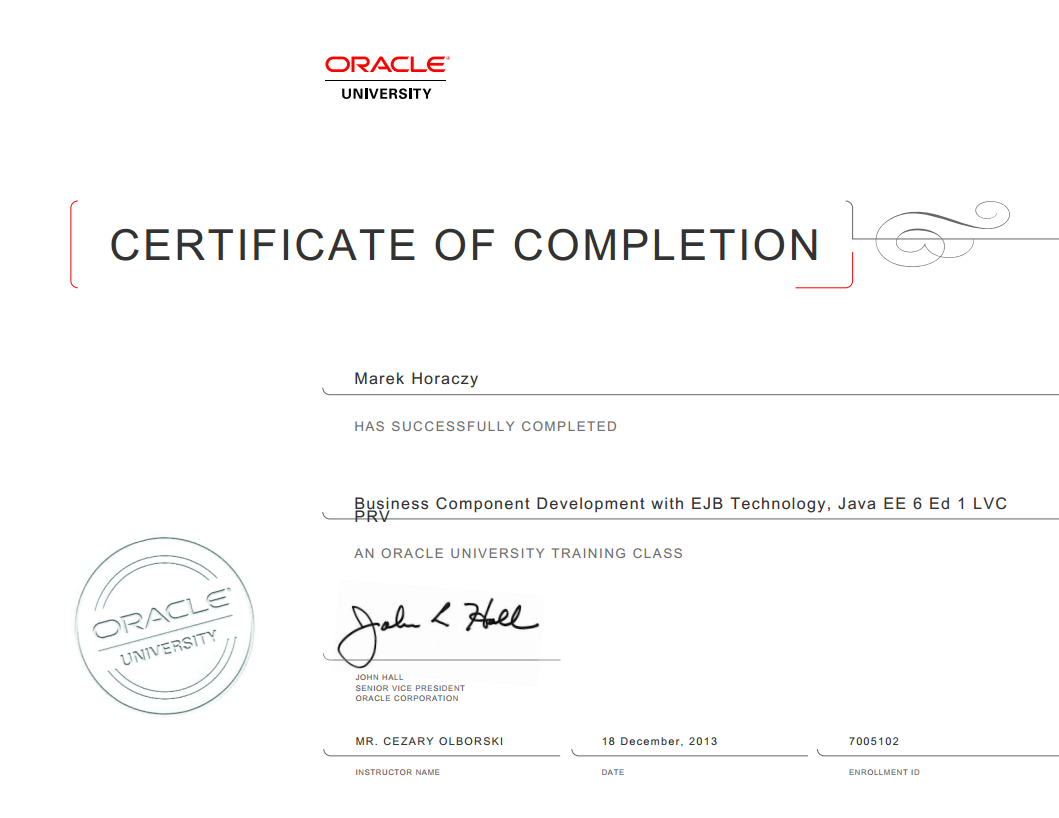 ORACLE
UNIVERSITY
CERTIFICATE OF COMPLETION
Marek Horaczy
HAS SUCCESSFULLY COMPLETED
Business Component Development with EJB Technology, Java EE 6 Ed 1 LVC
PRV
AN ORACLE UNIVERSITY TRAINING CLASS
ORACLE
UNIVERSITY
John L Hall
JOHN HALL
SENIOR VICE PRESIDENT
ORACLE CORPORATION
MR. CEZARY OLBORSKI 18 December, 2013 7005102
INSTRUCTOR NAME DATE ENROLLMENT ID